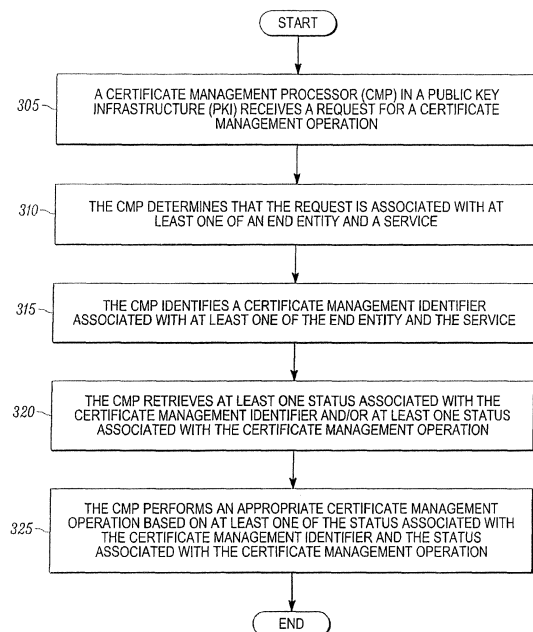 START
305
A CERTIFICATE MANAGEMENT PROCESSOR (CMP) IN A PUBLIC KEY
INFRASTRUCTURE (PKI) RECEIVES A REQUEST FOR A CERTIFICATE
MANAGEMENT OPERATION
310
THE CMP DETERMINES THAT THE REQUEST IS ASSOCIATED WITH AT
LEAST ONE OF AN END ENTITY AND A SERVICE
315
THE CMP IDENTIFIES A CERTIFICATE MANAGEMENT IDENTIFIER
ASSOCIATED WITH AT LEAST ONE OF THE END ENTITY AND THE SERVICE
320
THE CMP RETRIEVES AT LEAST ONE STATUS ASSOCIATED WITH THE
CERTIFICATE MANAGEMENT IDENTIFIER AND/OR AT LEAST ONE STATUS
ASSOCIATED WITH THE CERTIFICATE MANAGEMENT OPERATION
325
THE CMP PERFORMS AN APPROPRIATE CERTIFICATE MANAGEMENT
OPERATION BASED ON AT LEAST ONE OF THE STATUS ASSOCIATED WITH
THE CERTIFICATE MANAGEMENT IDENTIFIER AND THE STATUS
ASSOCIATED WITH THE CERTIFICATE MANAGEMENT OPERATION
END